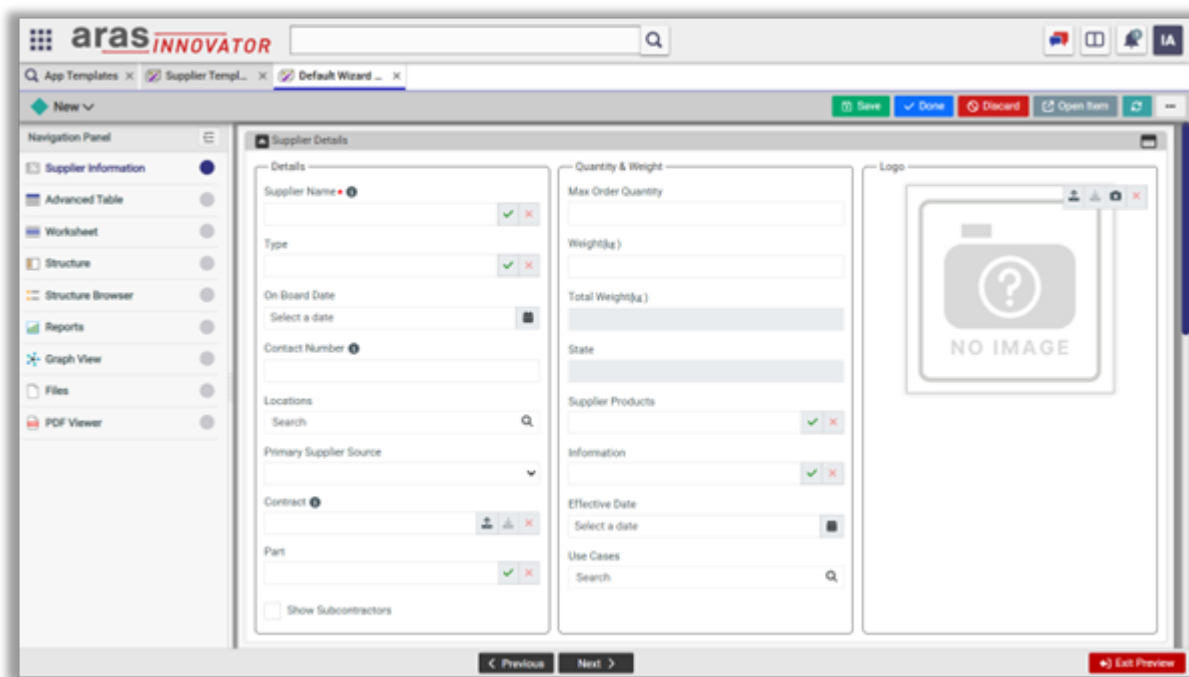 aras INNOVATOR
IA
App Templates
Supplier Templ...
Default Wizard ...
New
Save
Done
Discard
Open Item
Navigation Panel
Supplier Information
Advanced Table
Worksheet
Structure
Structure Browser
Reports
Graph View
Files
PDF Viewer
Supplier Details
Details
Supplier Name
Type
On Board Date
Select a date
Contact Number
Locations
Search
Primary Supplier Source
Contract
Part
Show Subcontractors
Quantity & Weight
Max Order Quantity
Weight(kg )
Total Weight(kg )
State
Supplier Products
Information
Effective Date
Select a date
Use Cases
Search
Logo
NO IMAGE
Previous
Next
Exit Preview